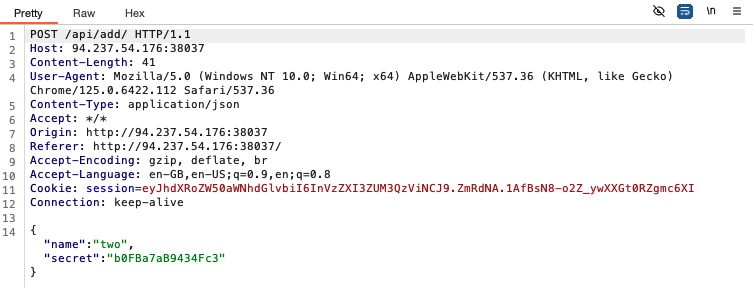 Pretty Raw Hex \n
1 POST /api/add/ HTTP/1.1
2 Host: 94.237.54.176:38037
3 Content-Length: 41
4 User-Agent: Mozilla/5.0 (Windows NT 10.0; Win64; x64) AppleWebKit/537.36 (KHTML, like Gecko)
Chrome/125.0.6422.112 Safari/537.36
5 Content-Type: application/json
6 Accept: */*
7 Origin: http://94.237.54.176:38037
8 Referer: http://94.237.54.176:38037/
9 Accept-Encoding: gzip, deflate, br
10 Accept-Language: en-GB,en-US;q=0.9,en;q=0.8
11 Cookie: session=eyJhdXRoZW50aWNhdGlvbiI6InVzZXI3ZUM3QzViNCJ9.ZmRdNA.1AfBsN8-o2Z_ywXXGt0RZgmc6XI
12 Connection: keep-alive
13
14 {
"name":"two",
"secret":"b0FBa7aB9434Fc3"
}